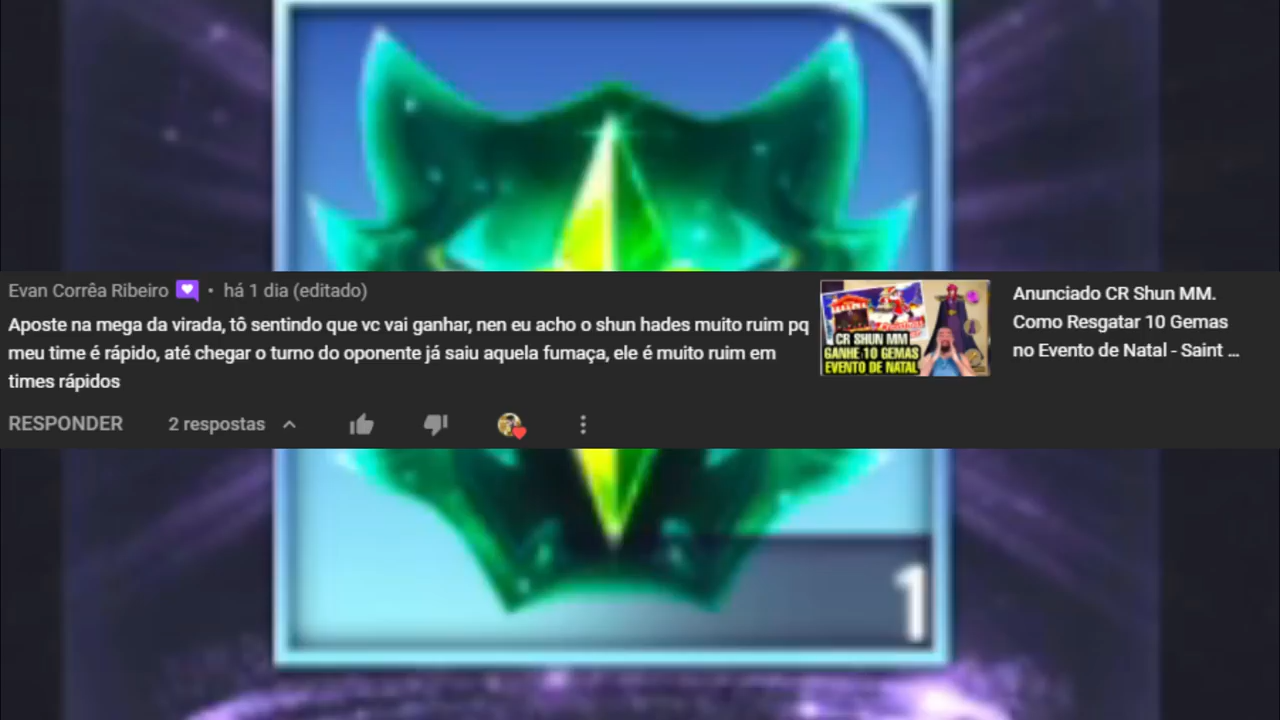 Evan Corrêa Ribeiro • há 1 dia (editado)
Aposte na mega da virada, tô sentindo que vc vai ganhar, nen eu acho o shun hades muito ruim pq
meu time é rápido, até chegar o turno do oponente já saiu aquela fumaça, ele é muito ruim em
times rápidos
RESPONDER 2 respostas
CR SHUN MM
GANHE 10 GEMAS
EVENTO DE NATAL
Anunciado CR Shun MM.
Como Resgatar 10 Gemas
no Evento de Natal - Saint ...
1